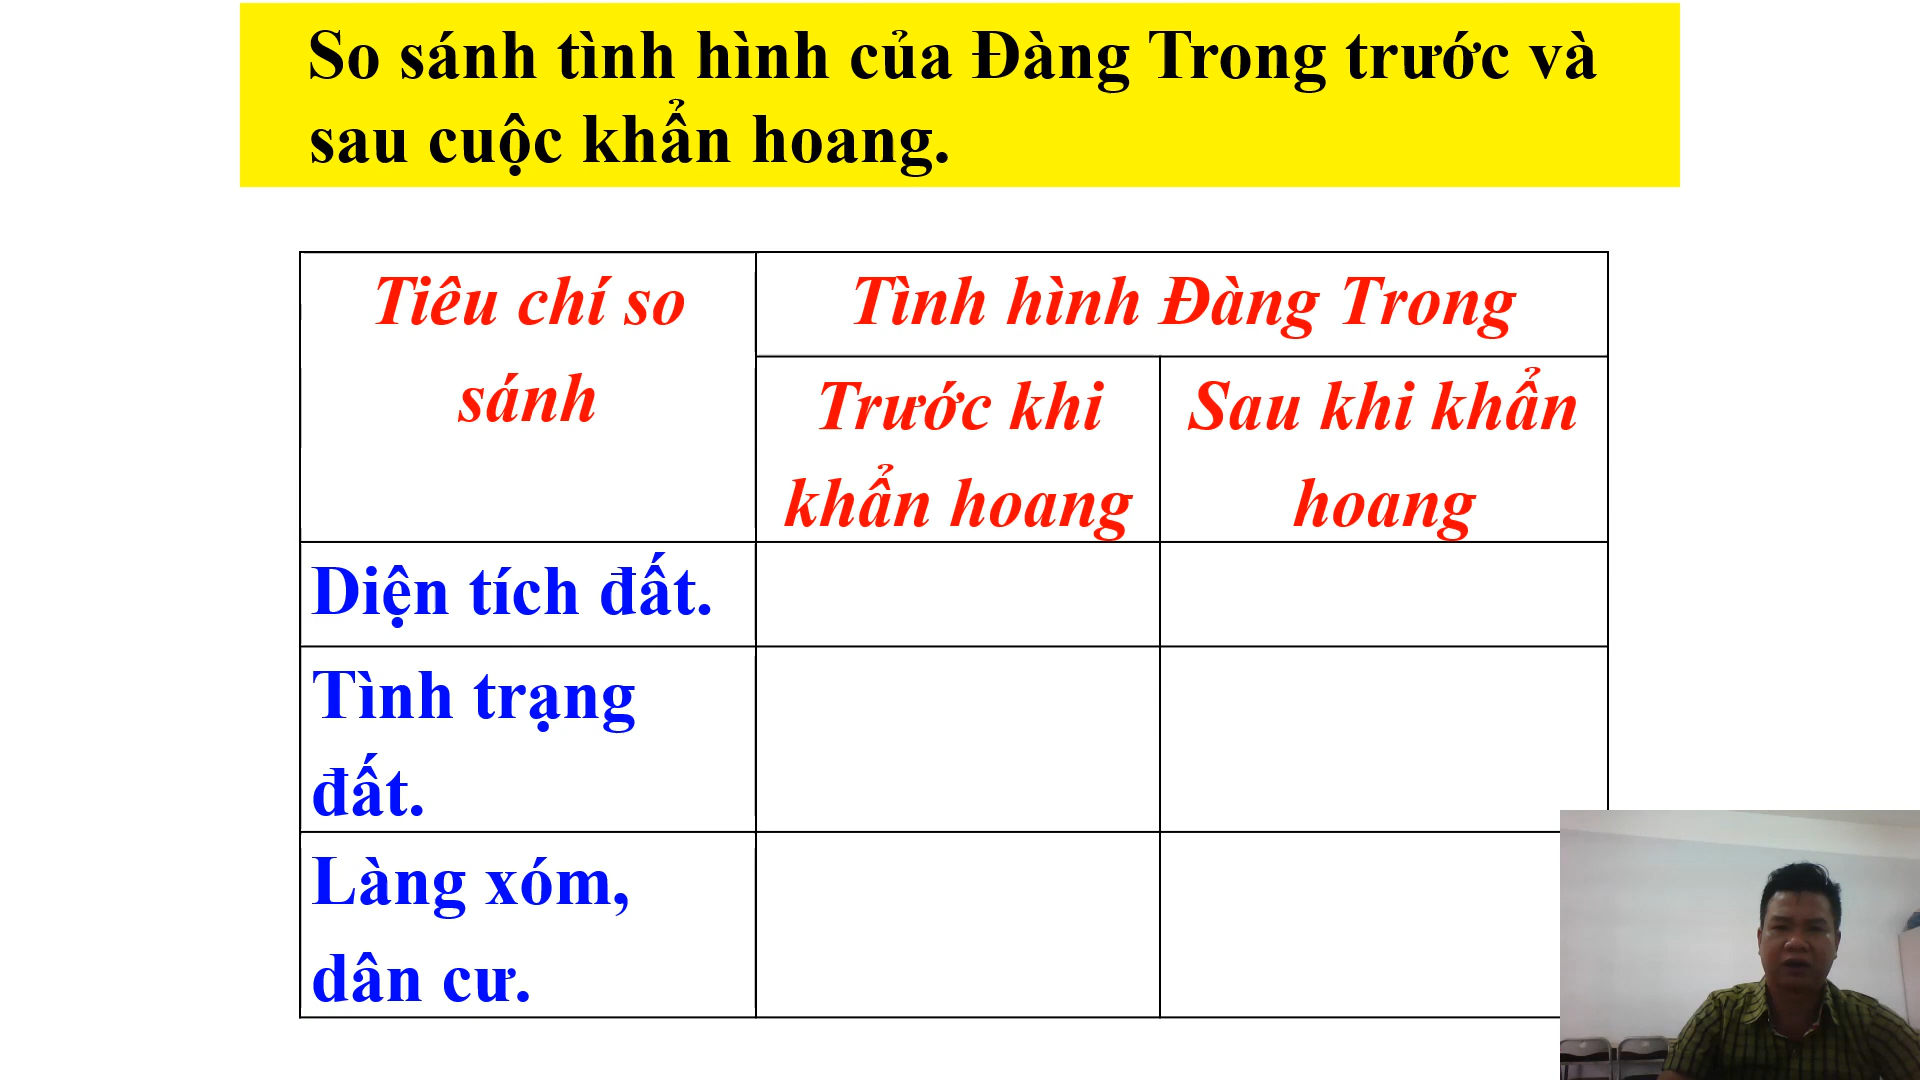 So sánh tình hình của Đàng Trong trước và
sau cuộc khẩn hoang.
Tiêu chí so
sánh
Tình hình Đàng Trong
Trước khi
khẩn hoang
Sau khi khẩn
hoang
Diện tích đất.
Tình trạng
đất.
Làng xóm,
dân cư.